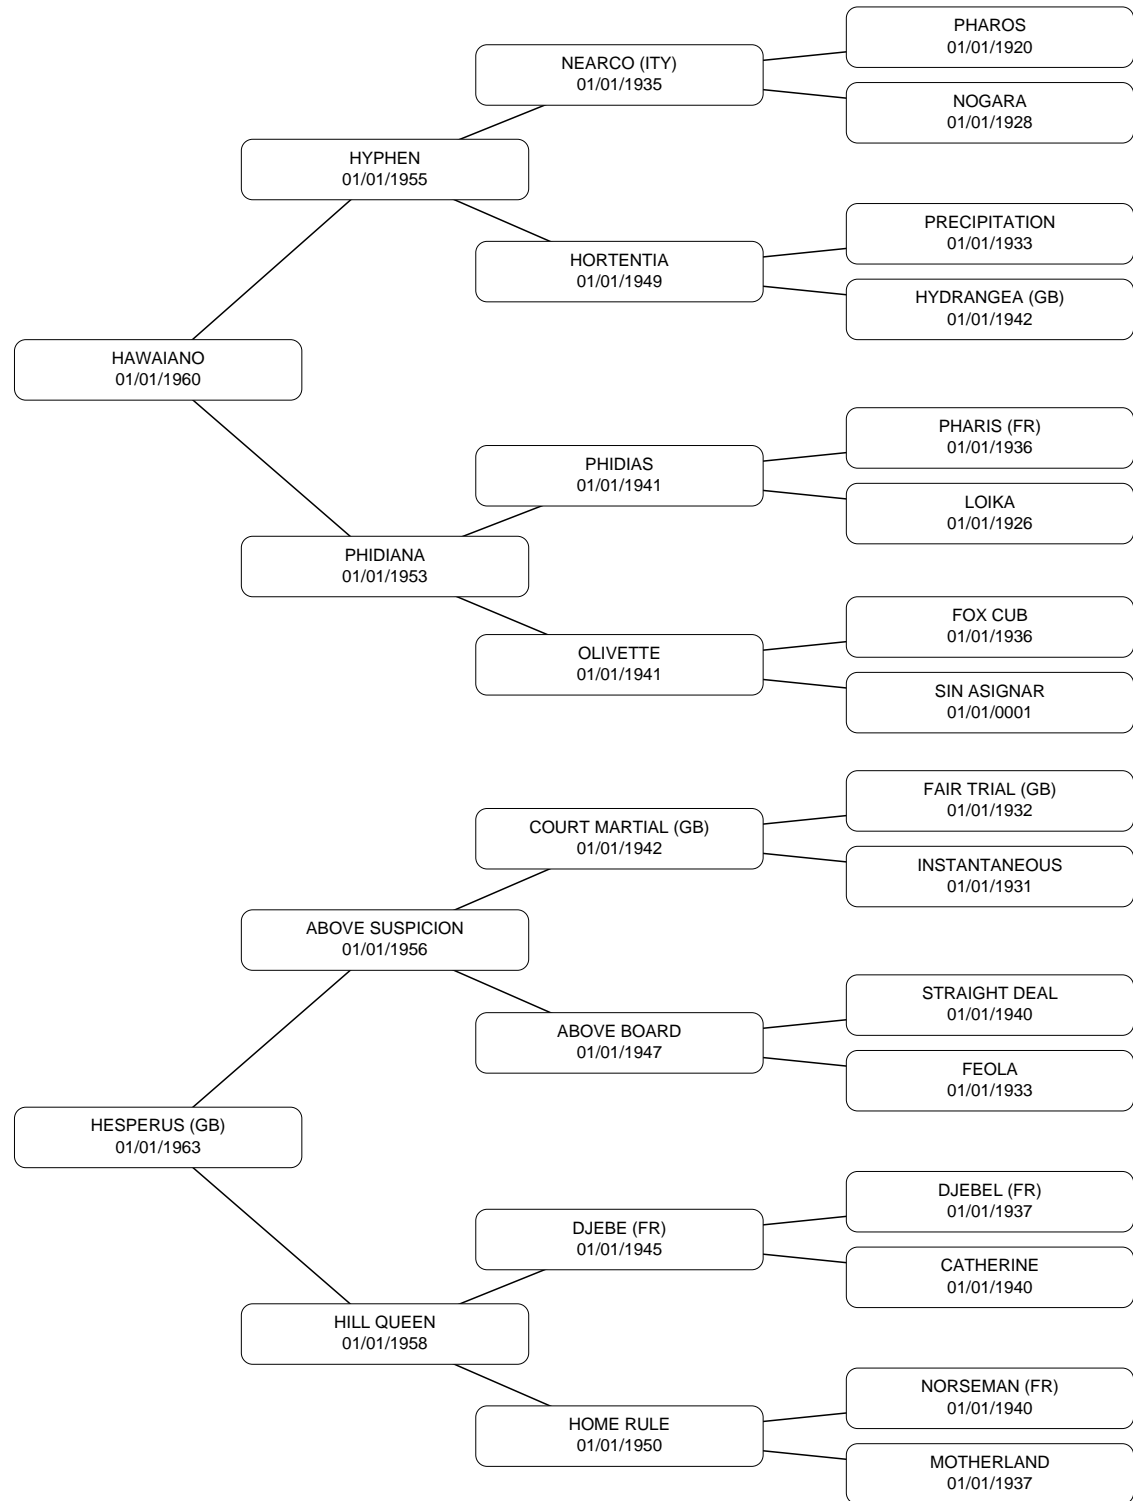 PHAROS
01/01/1920
NEARCO (ITY)
01/01/1935
NOGARA
01/01/1928
HYPHEN
01/01/1955
PRECIPITATION
01/01/1933
HORTENTIA
01/01/1949
HYDRANGEA (GB)
01/01/1942
HAWAIANO
01/01/1960
PHARIS (FR)
01/01/1936
PHIDIAS
01/01/1941
LOIKA
01/01/1926
PHIDIANA
01/01/1953
FOX CUB
01/01/1936
OLIVETTE
01/01/1941
SIN ASIGNAR
01/01/0001
FAIR TRIAL (GB)
01/01/1932
COURT MARTIAL (GB)
01/01/1942
INSTANTANEOUS
01/01/1931
ABOVE SUSPICION
01/01/1956
STRAIGHT DEAL
01/01/1940
ABOVE BOARD
01/01/1947
FEOLA
01/01/1933
HESPERUS (GB)
01/01/1963
DJEBEL (FR)
01/01/1937
DJEBE (FR)
01/01/1945
CATHERINE
01/01/1940
HILL QUEEN
01/01/1958
NORSEMAN (FR)
01/01/1940
HOME RULE
01/01/1950
MOTHERLAND
01/01/1937